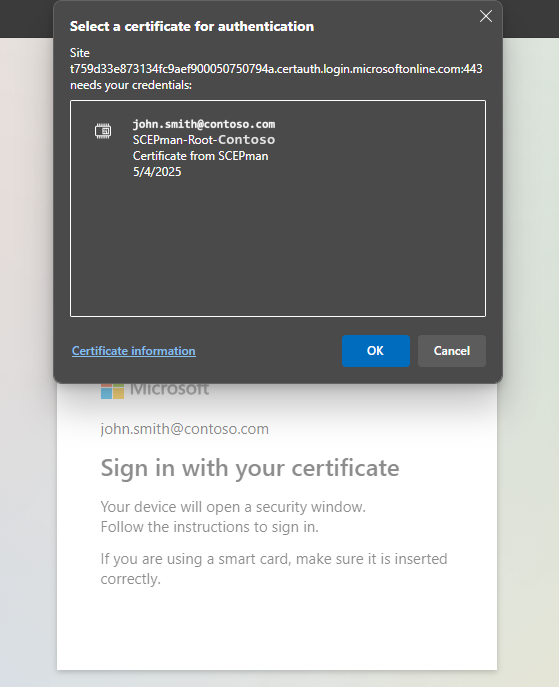 Select a certificate for authentication
Site
t759d33e873134fc9aef900050750794a.certauth.login.microsoftonline.com:443
needs your credentials:
john.smith@contoso.com
SCEPman-Root-Contoso
Certificate from SCEPman
5/4/2025
Certificate information
OK
Cancel
Microsoft
john.smith@contoso.com
Sign in with your certificate
Your device will open a security window.
Follow the instructions to sign in.
If you are using a smart card, make sure it is inserted
correctly.